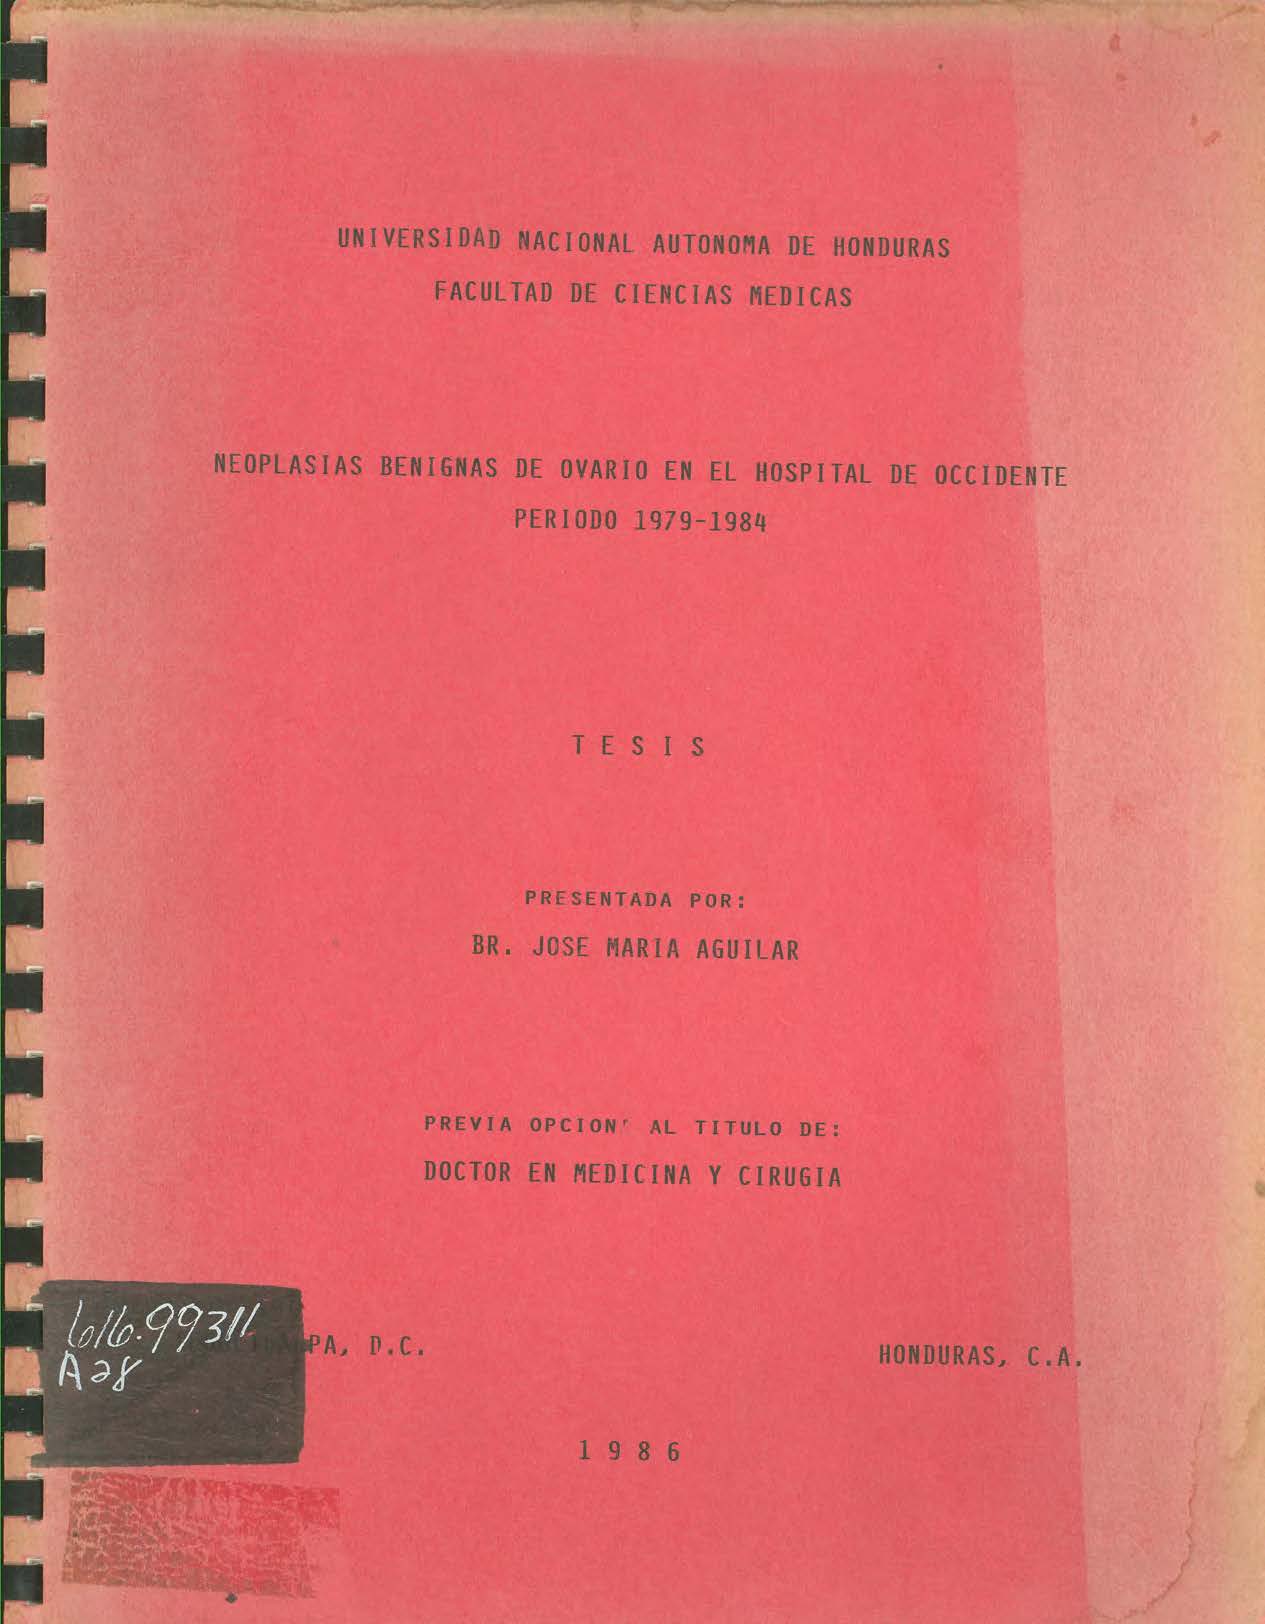 UNIVERSIDAD NACIONAL AUTONOMA DE HONDURAS
FACULTAD DE CIENCIAS MEDICAS
NEOPLASIAS BENIGNAS DE OVARIO EN EL HOSPITAL DE OCCIDENTE
PERIODO 1979-1984
T E S I S
PRESENTADA POR:
BR. JOSE MARIA AGUILAR
PREVIA OPCION AL TITULO DE:
DOCTOR EN MEDICINA Y CIRUGIA
616.99311
A28
D.C.
HONDURAS, C.A.
1 9 8 6